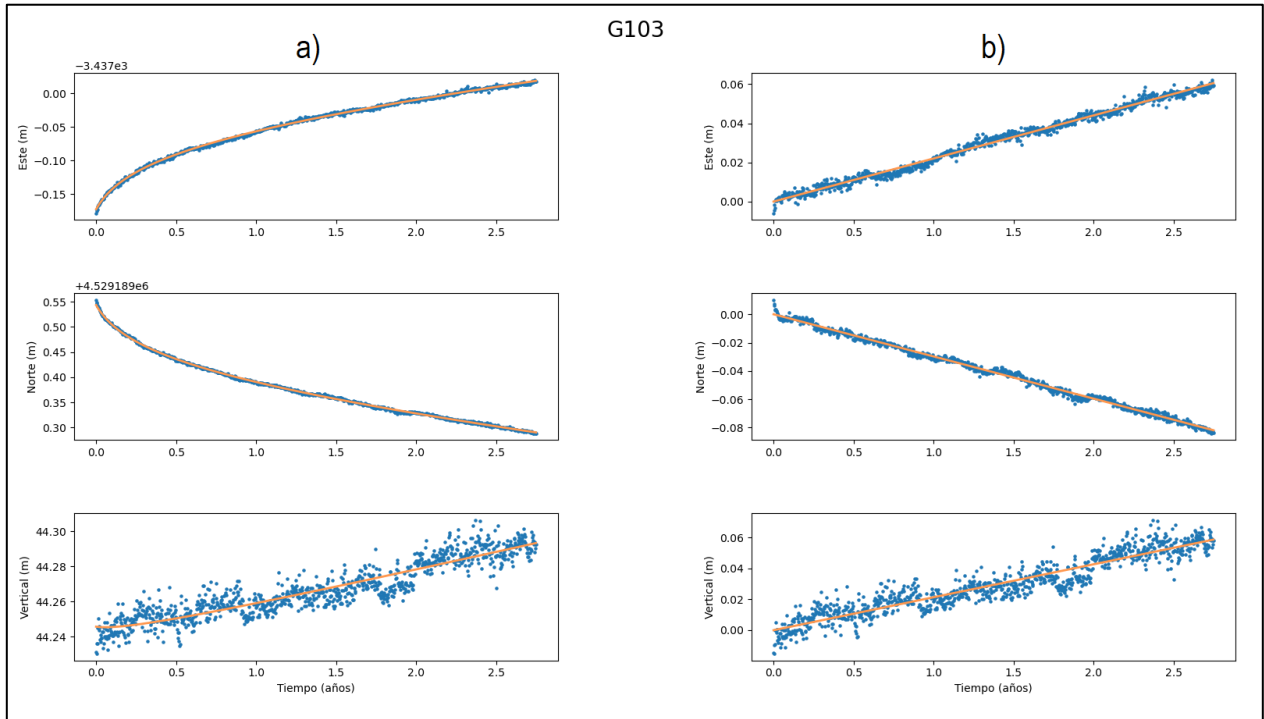 G103
a)
b)
−3.437e3
0.00
−0.05
−0.10
−0.15
Este (m)
0.0 0.5 1.0 1.5 2.0 2.5
0.06
0.04
0.02
0.00
Este (m)
0.0 0.5 1.0 1.5 2.0 2.5
+4.529189e6
0.55
0.50
0.45
0.40
0.35
0.30
Norte (m)
0.0 0.5 1.0 1.5 2.0 2.5
0.00
−0.02
−0.04
−0.06
−0.08
Norte (m)
0.0 0.5 1.0 1.5 2.0 2.5
44.30
44.28
44.26
44.24
Vertical (m)
0.0 0.5 1.0 1.5 2.0 2.5
Tiempo (años)
0.06
0.04
0.02
0.00
Vertical (m)
0.0 0.5 1.0 1.5 2.0 2.5
Tiempo (años)